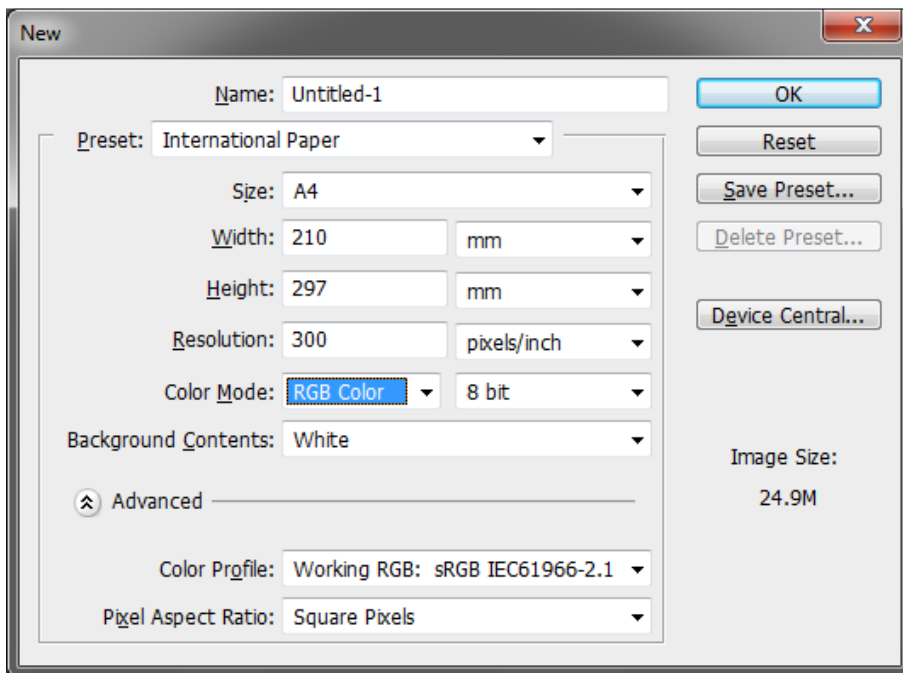 New
Name: Untitled-1
OK
Preset: International Paper
Reset
Size: A4
Save Preset...
Width: 210 mm
Delete Preset...
Height: 297 mm
Device Central...
Resolution: 300 pixels/inch
Color Mode: RGB Color 8 bit
Background Contents: White
Image Size:
24.9M
Advanced
Color Profile: Working RGB: sRGB IEC61966-2.1
Pixel Aspect Ratio: Square Pixels